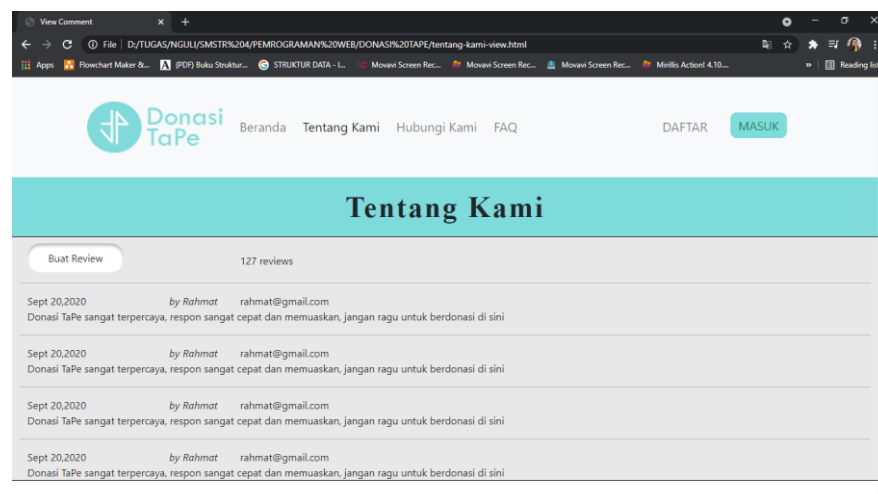 View Comment
File | D:/TUGAS/NGULI/SMSTR%204/PEMROGRAMAN%20WEB/DONASI%20TAPE/tentang-kami-view.html
Apps Flowchart Maker &... (PDF) Buku Struktur... STRUKTUR DATA - I... Movavi Screen Rec... Movavi Screen Rec... Movavi Screen Rec... Mirillis Action! 4.10.... » Reading list
Donasi
TaPe
Beranda Tentang Kami Hubungi Kami FAQ DAFTAR MASUK
Tentang Kami
Buat Review 127 reviews
Sept 20,2020 by Rahmat rahmat@gmail.com
Donasi TaPe sangat terpercaya, respon sangat cepat dan memuaskan, jangan ragu untuk berdonasi di sini
Sept 20,2020 by Rahmat rahmat@gmail.com
Donasi TaPe sangat terpercaya, respon sangat cepat dan memuaskan, jangan ragu untuk berdonasi di sini
Sept 20,2020 by Rahmat rahmat@gmail.com
Donasi TaPe sangat terpercaya, respon sangat cepat dan memuaskan, jangan ragu untuk berdonasi di sini
Sept 20,2020 by Rahmat rahmat@gmail.com
Donasi TaPe sangat terpercaya, respon sangat cepat dan memuaskan, jangan ragu untuk berdonasi di sini